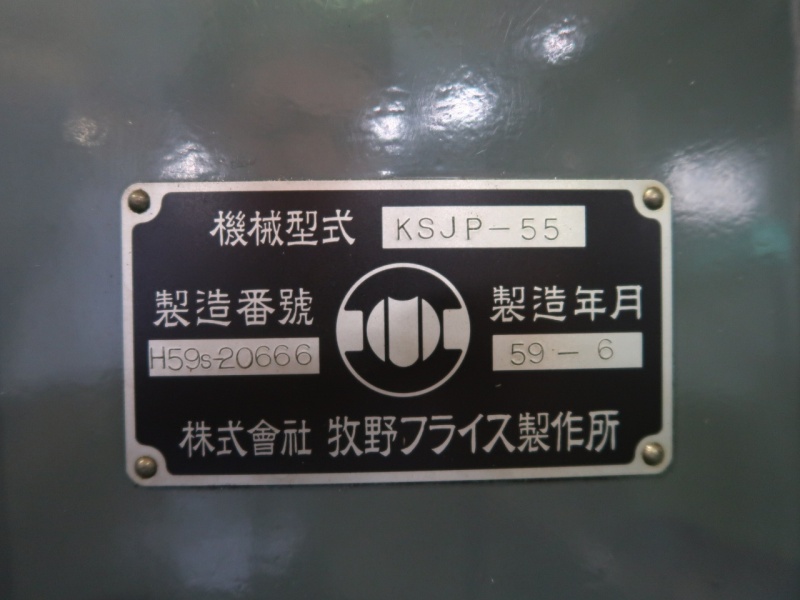 機械型式 KSJP-55
製造番號 製造年月
H59s-20666 59-6
株式會社 牧野フライス製作所